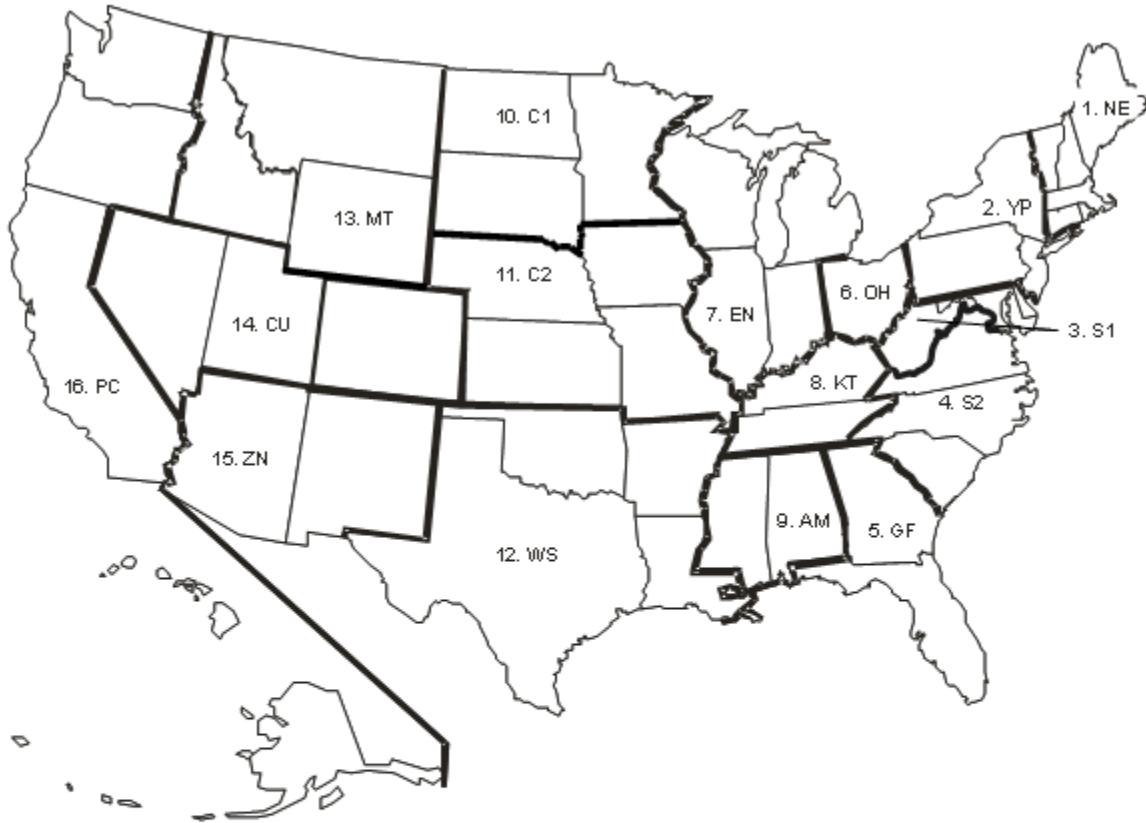 1. NE
10. C1
2. YP
13. MT
11. C2
6. OH
7. EN
14. CU
3. S1
8. KT
16. PC
4. S2
15. ZN
9. AM
5. GF
12. WS